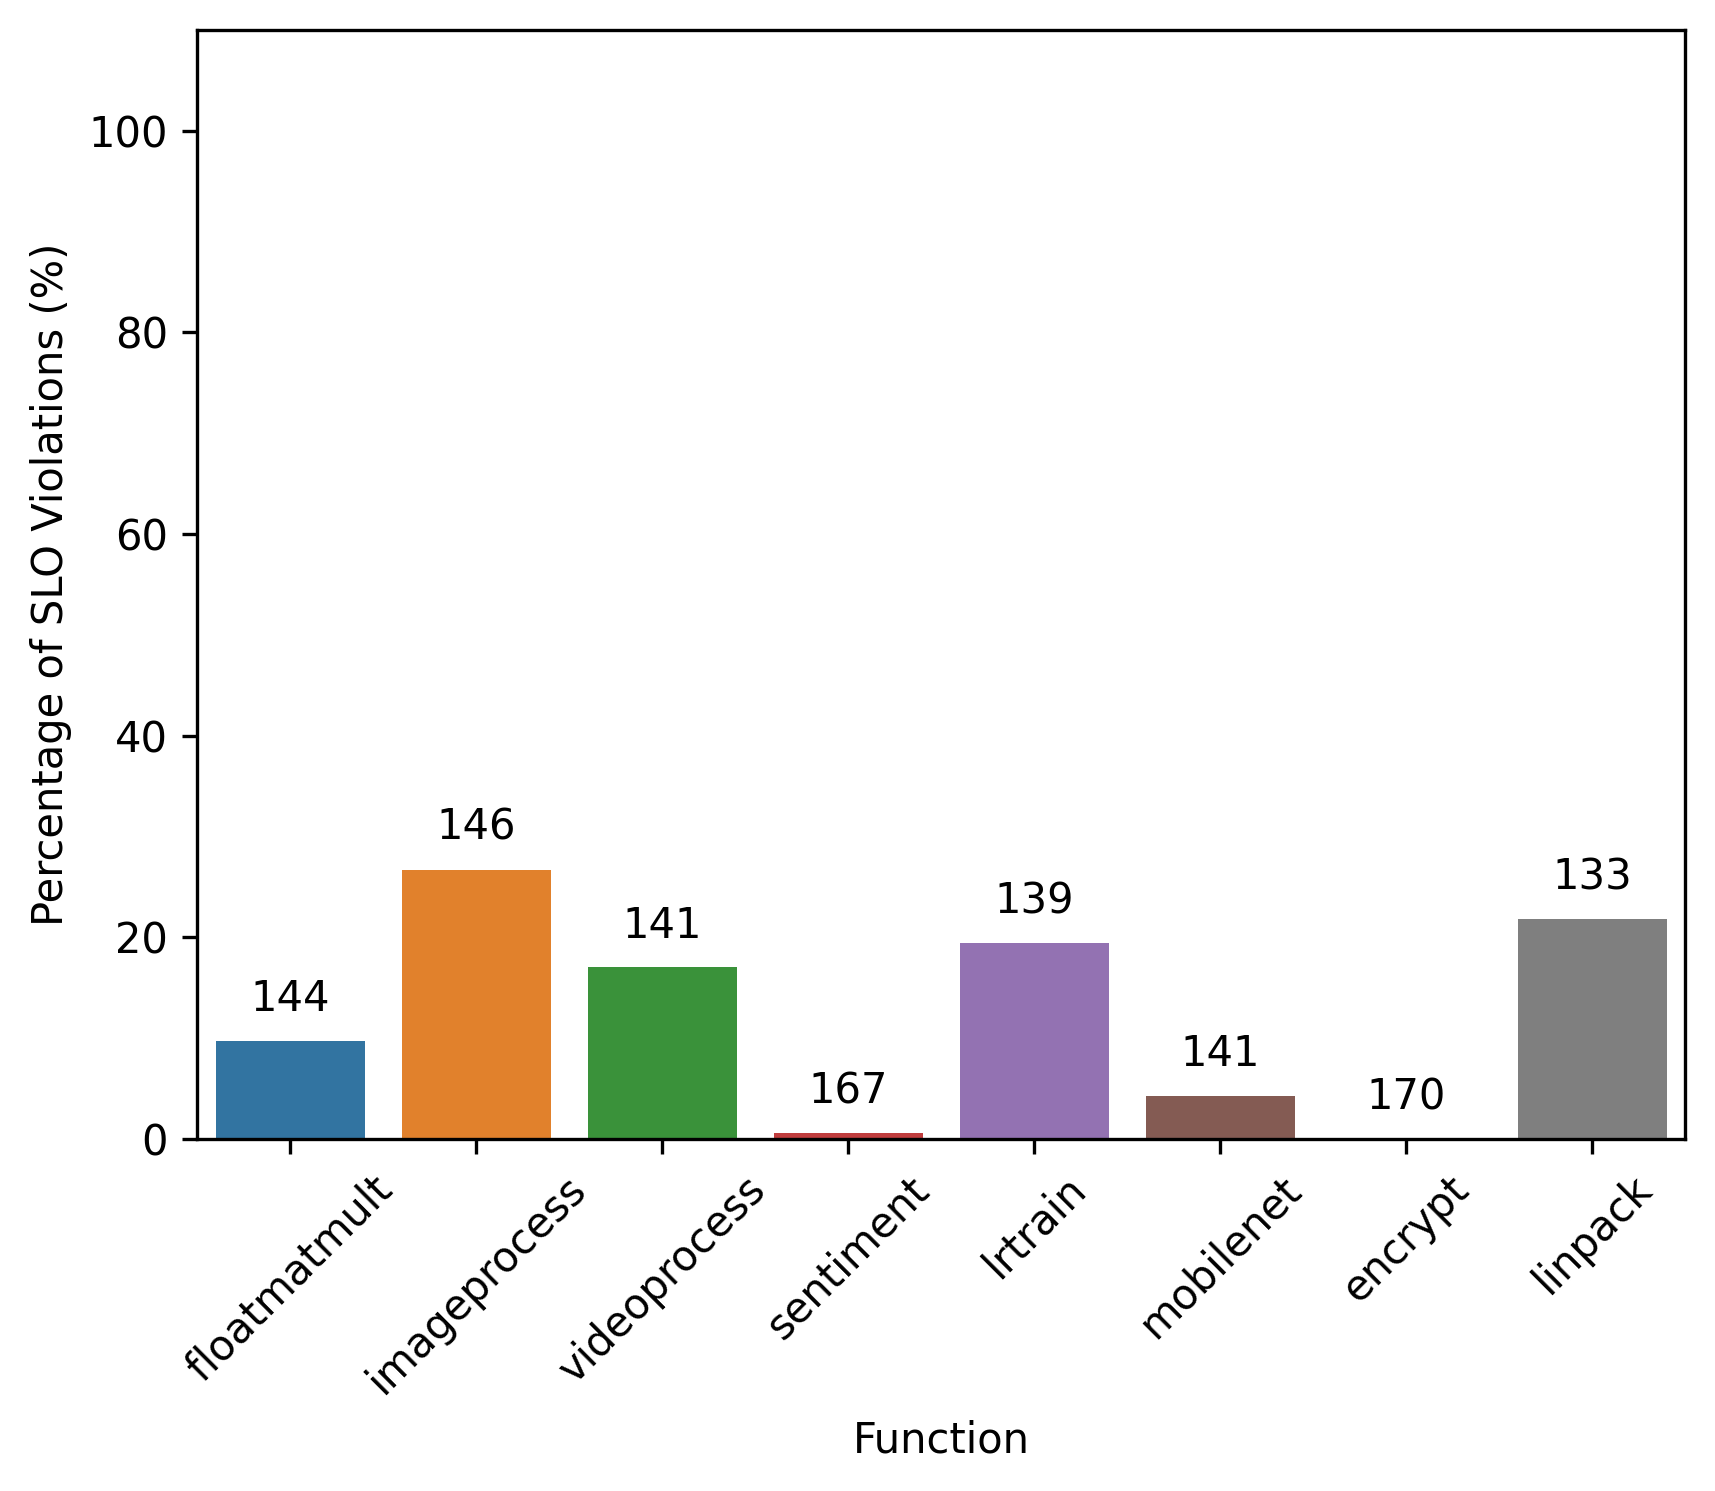 Percentage of SLO Violations (%)
100
80
60
40
20
0
144
146
141
167
139
141
170
133
floatmatmult
imageprocess
videoprocess
sentiment
lrtrain
mobilenet
encrypt
linpack
Function